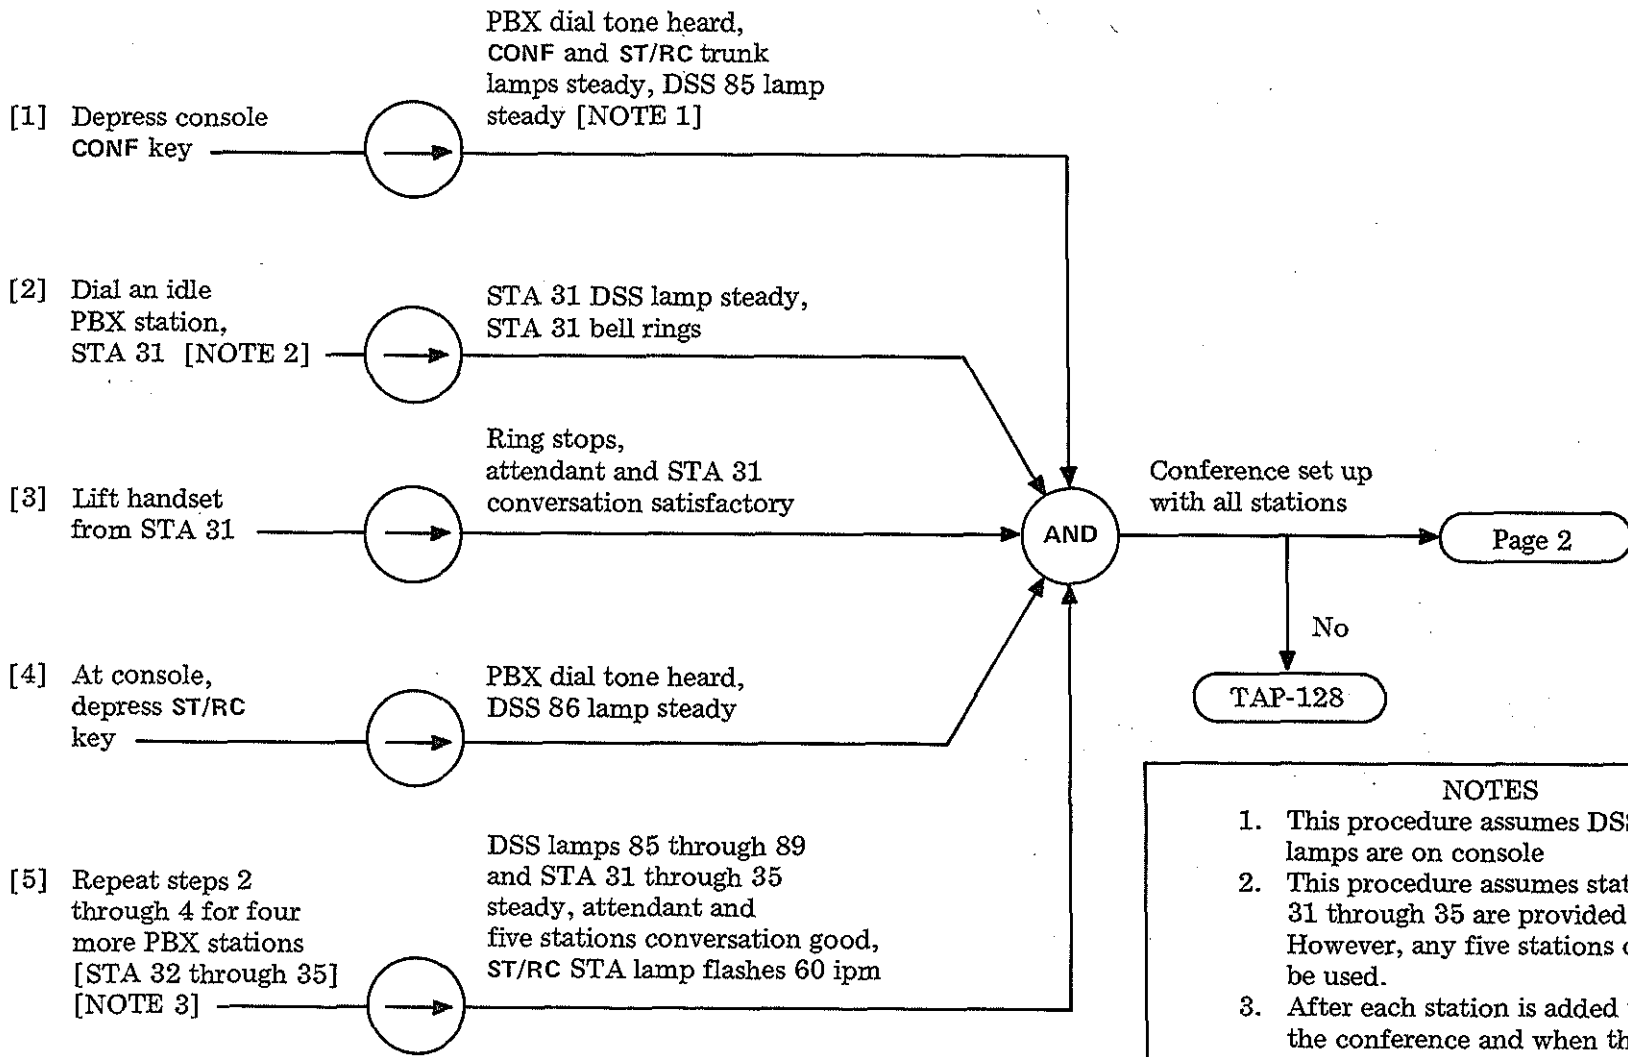 [1] Depress console
CONF key
PBX dial tone heard,
CONF and ST/RC trunk
lamps steady, DSS 85 lamp
steady [NOTE 1]
[2] Dial an idle
PBX station,
STA 31 [NOTE 2]
STA 31 DSS lamp steady,
STA 31 bell rings
[3] Lift handset
from STA 31
Ring stops,
attendant and STA 31
conversation satisfactory
[4] At console,
depress ST/RC
key
PBX dial tone heard,
DSS 86 lamp steady
[5] Repeat steps 2
through 4 for four
more PBX stations
[STA 32 through 35]
[NOTE 3]
DSS lamps 85 through 89
and STA 31 through 35
steady, attendant and
five stations conversation good,
ST/RC STA lamp flashes 60 ipm
AND
Conference set up
with all stations
Page 2
No
TAP-128
NOTES
1. This procedure assumes DSS
lamps are on console
2. This procedure assumes
31 through 35 are provided
However, any five stations
be used.
3. After each station is added
the conference and when